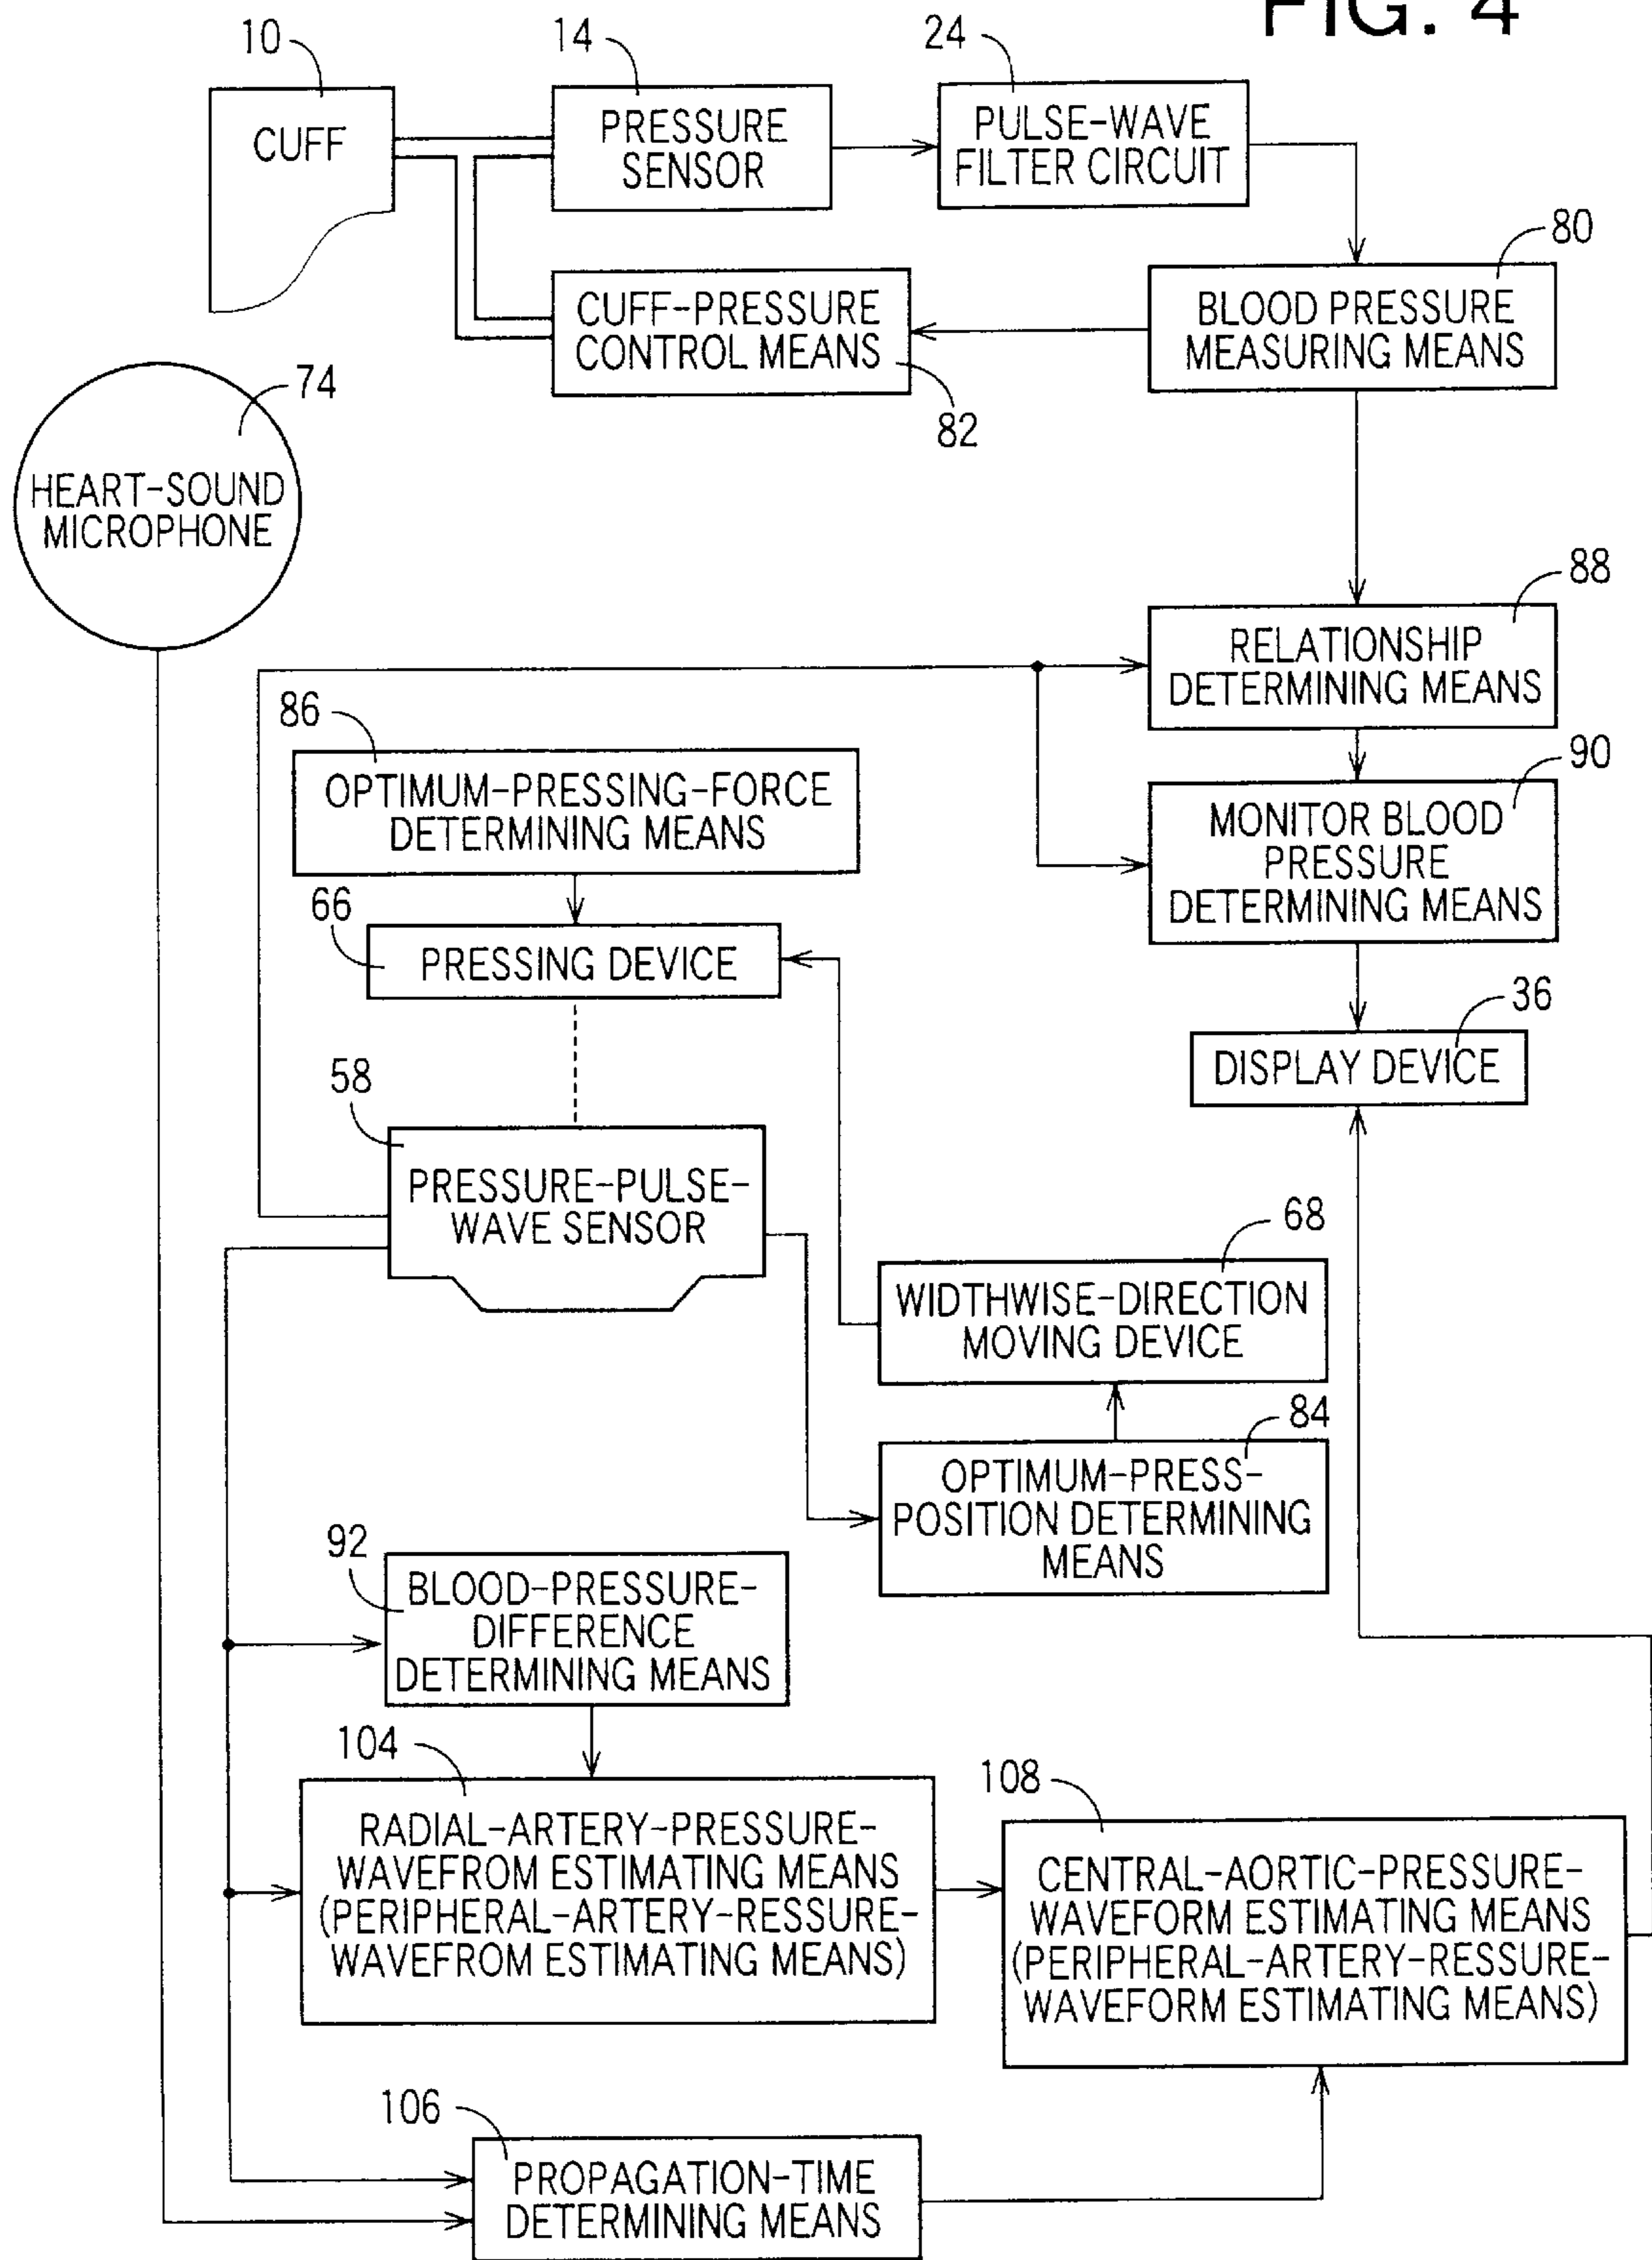 FIG. 4
10
14
24
CUFF
PRESSURE
SENSOR
PULSE-WAVE
FILTER CIRCUIT
80
CUFF-PRESSURE
CONTROL MEANS
BLOOD PRESSURE
MEASURING MEANS
82
74
HEART-SOUND
MICROPHONE
88
RELATIONSHIP
DETERMINING MEANS
86
OPTIMUM-PRESSING-FORCE
DETERMINING MEANS
90
MONITOR BLOOD
PRESSURE
DETERMINING MEANS
66
PRESSING DEVICE
36
DISPLAY DEVICE
58
PRESSURE-PULSE-
WAVE SENSOR
68
WIDTHWISE-DIRECTION
MOVING DEVICE
84
OPTIMUM-PRESS-
POSITION DETERMINING
MEANS
92
BLOOD-PRESSURE-
DIFFERENCE
DETERMINING MEANS
104
RADIAL-ARTERY-PRESSURE-
WAVEFROM ESTIMATING MEANS
(PERIPHERAL-ARTERY-RESSURE-
WAVEFROM ESTIMATING MEANS)
108
CENTRAL-AORTIC-PRESSURE-
WAVEFORM ESTIMATING MEANS
(PERIPHERAL-ARTERY-RESSURE-
WAVEFORM ESTIMATING MEANS)
106
PROPAGATION-TIME
DETERMINING MEANS